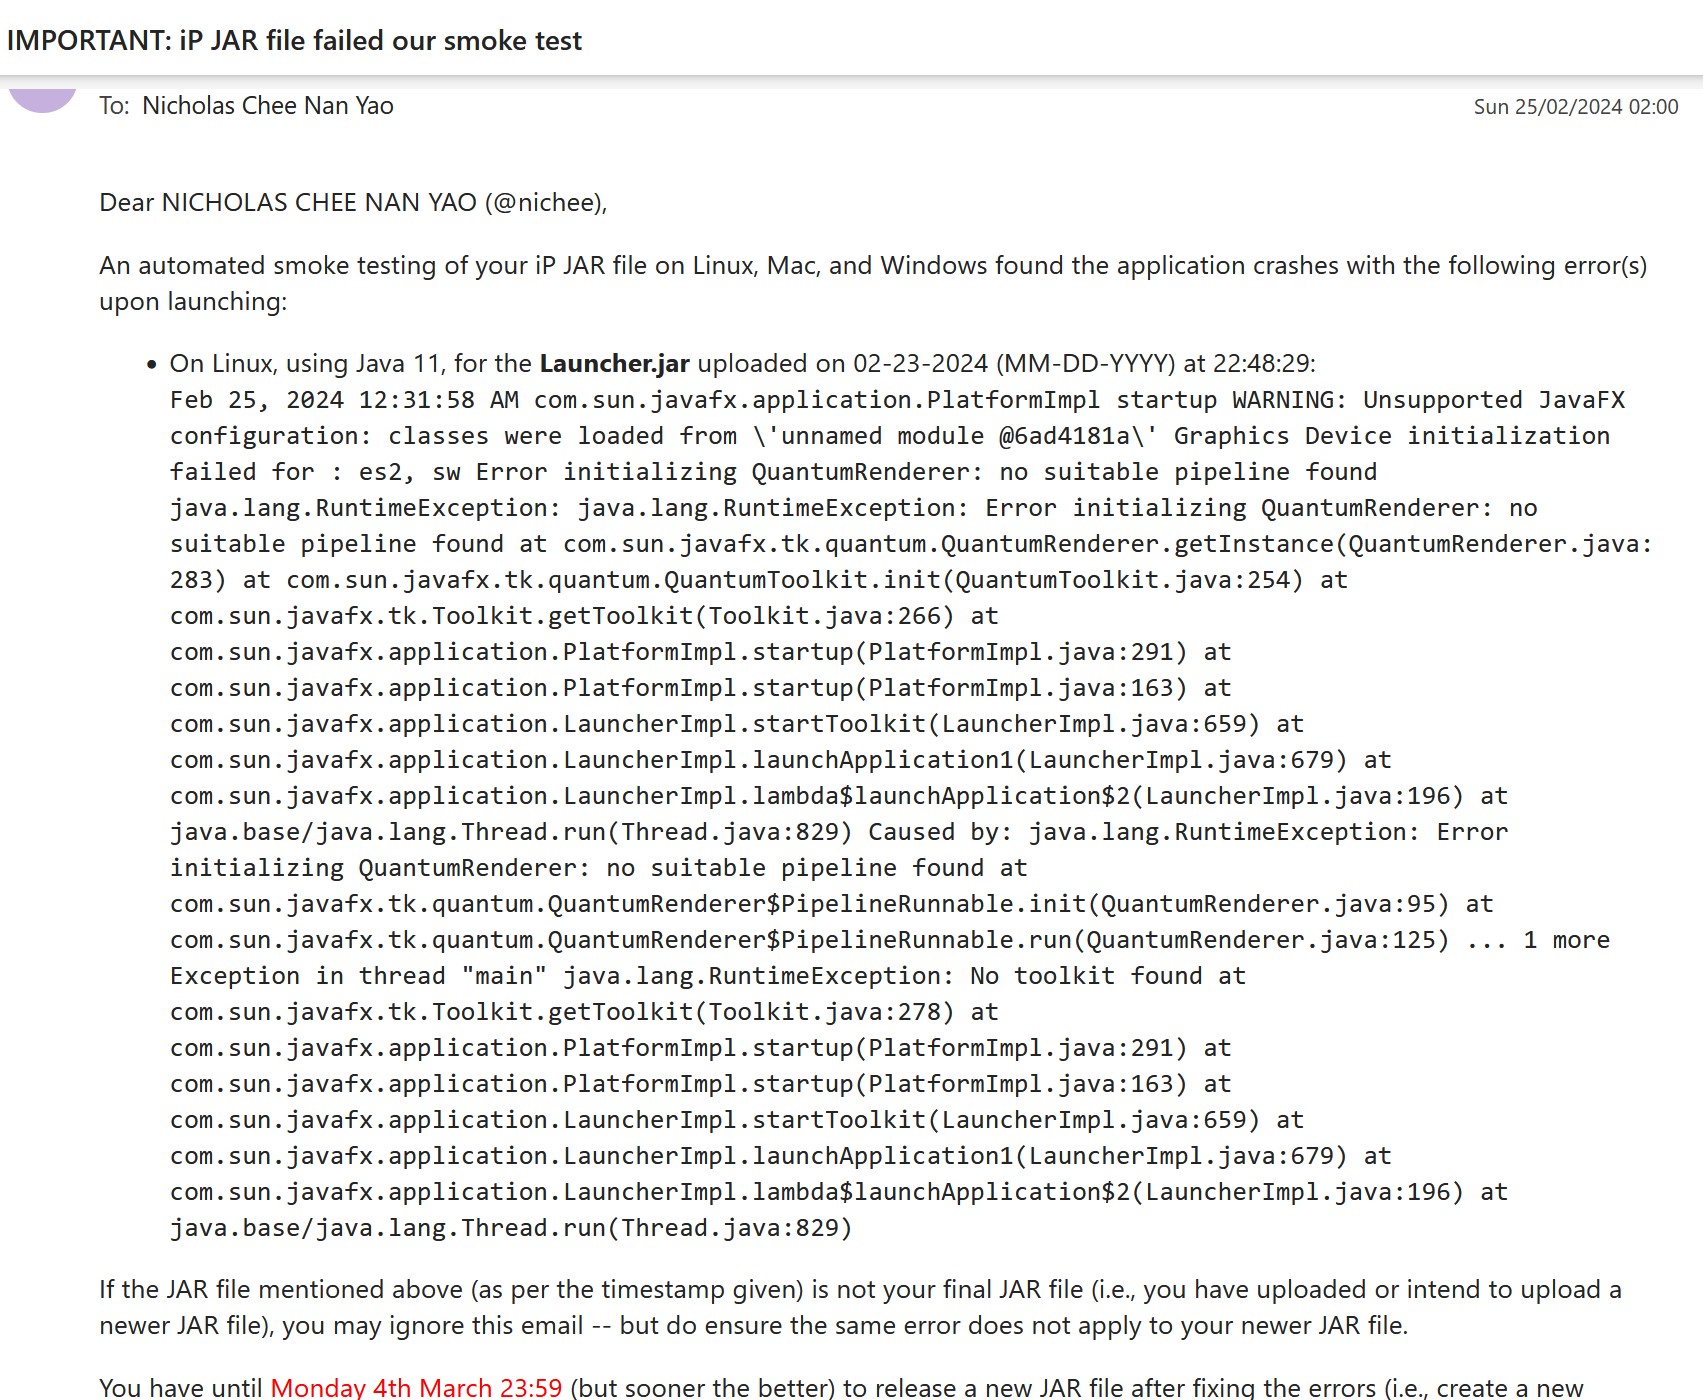 IMPORTANT: iP JAR file failed our smoke test
To: Nicholas Chee Nan Yao
Sun 25/02/2024 02:00
Dear NICHOLAS CHEE NAN YAO (@nichee),
An automated smoke testing of your iP JAR file on Linux, Mac, and Windows found the application crashes with the following error(s)
upon launching:
• On Linux, using Java 11, for the Launcher.jar uploaded on 02-23-2024 (MM-DD-YYYY) at 22:48:29:
Feb 25, 2024 12:31:58 AM com.sun.javafx.application.PlatformImpl startup WARNING: Unsupported JavaFX
configuration: classes were loaded from \'unnamed module @6ad4181a\' Graphics Device initialization
failed for : es2, sw Error initializing QuantumRenderer: no suitable pipeline found
java.lang.RuntimeException: java.lang.RuntimeException: Error initializing QuantumRenderer: no
suitable pipeline found at com.sun.javafx.tk.quantum.QuantumRenderer.getInstance(QuantumRenderer.java:
283) at com.sun.javafx.tk.quantum.QuantumToolkit.init(QuantumToolkit.java:254) at
com.sun.javafx.tk.Toolkit.getToolkit(Toolkit.java:266) at
com.sun.javafx.application.PlatformImpl.startup(PlatformImpl.java:291) at
com.sun.javafx.application.PlatformImpl.startup(PlatformImpl.java:163) at
com.sun.javafx.application.LauncherImpl.startToolkit(LauncherImpl.java:659) at
com.sun.javafx.application.LauncherImpl.launchApplication1(LauncherImpl.java:679) at
com.sun.javafx.application.LauncherImpl.lambda$launchApplication$2(LauncherImpl.java:196) at
java.base/java.lang.Thread.run(Thread.java:829) Caused by: java.lang.RuntimeException: Error
initializing QuantumRenderer: no suitable pipeline found at
com.sun.javafx.tk.quantum.QuantumRenderer$PipelineRunnable.init(QuantumRenderer.java:95) at
com.sun.javafx.tk.quantum.QuantumRenderer$PipelineRunnable.run(QuantumRenderer.java:125) ... 1 more
Exception in thread "main" java.lang.RuntimeException: No toolkit found at
com.sun.javafx.tk.Toolkit.getToolkit(Toolkit.java:278) at
com.sun.javafx.application.PlatformImpl.startup(PlatformImpl.java:291) at
com.sun.javafx.application.PlatformImpl.startup(PlatformImpl.java:163) at
com.sun.javafx.application.LauncherImpl.startToolkit(LauncherImpl.java:659) at
com.sun.javafx.application.LauncherImpl.launchApplication1(LauncherImpl.java:679) at
com.sun.javafx.application.LauncherImpl.lambda$launchApplication$2(LauncherImpl.java:196) at
java.base/java.lang.Thread.run(Thread.java:829)
If the JAR file mentioned above (as per the timestamp given) is not your final JAR file (i.e., you have uploaded or intend to upload a
newer JAR file), you may ignore this email -- but do ensure the same error does not apply to your newer JAR file.
You have until Monday 4th March 23:59 (but sooner the better) to release a new JAR file after fixing the errors (i.e., create a new